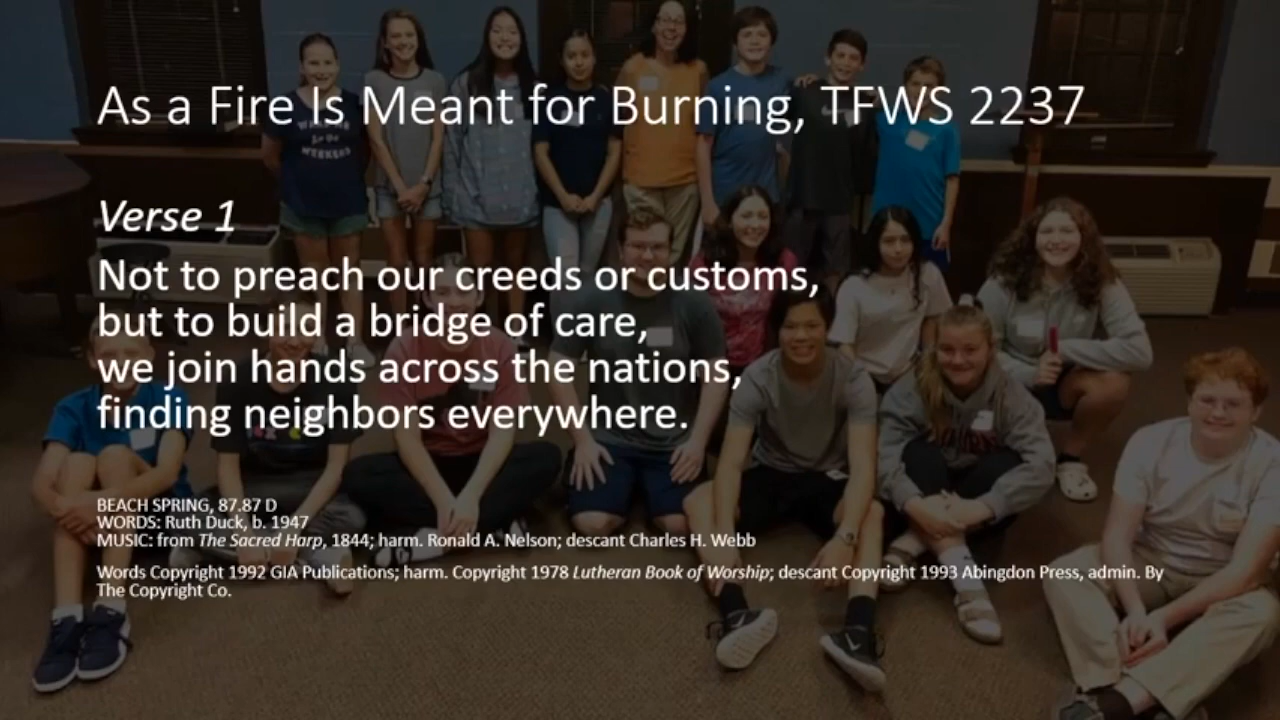 As a Fire Is Meant for Burning, TFWS 2237
Verse 1
Not to preach our creeds or customs,
but to build a bridge of care,
we join hands across the nations,
finding neighbors everywhere.
BEACH SPRING, 87.87 D
WORDS: Ruth Duck, b. 1947
MUSIC: from The Sacred Harp, 1844; harm. Ronald A. Nelson; descant Charles H. Webb
Words Copyright 1992 GIA Publications; harm. Copyright 1978 Lutheran Book of Worship; descant Copyright 1993 Abingdon Press, admin. By
The Copyright Co.